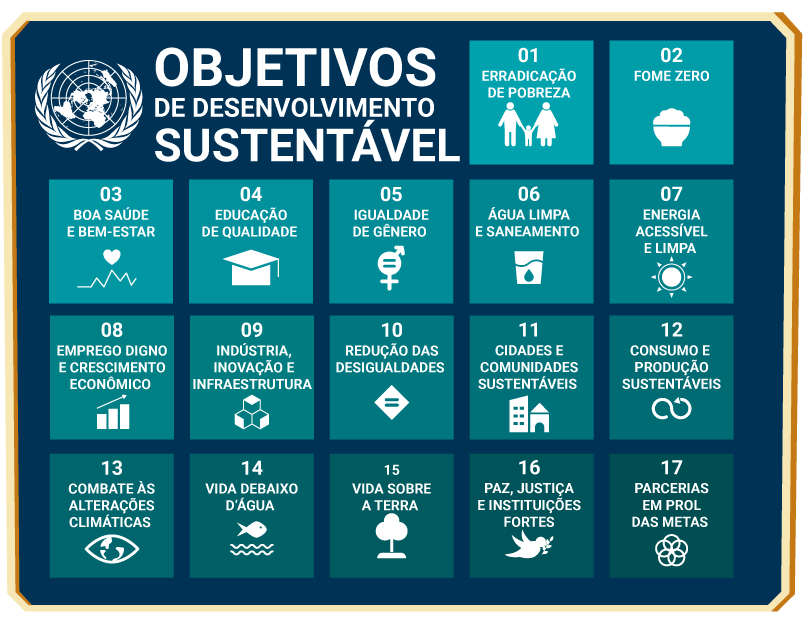 OBJETIVOS
DE DESENVOLVIMENTO
SUSTENTÁVEL
01
ERRADICAÇÃO
DE POBREZA
02
FOME ZERO
03
BOA SAÚDE
E BEM-ESTAR
04
EDUCAÇÃO
DE QUALIDADE
05
IGUALDADE
DE GÊNERO
06
ÁGUA LIMPA
E SANEAMENTO
07
ENERGIA
ACESSÍVEL
E LIMPA
08
EMPREGO DIGNO
E CRESCIMENTO
ECONÔMICO
09
INDÚSTRIA,
INOVAÇÃO E
INFRAESTRUTURA
10
REDUÇÃO DAS
DESIGUALDADES
11
CIDADES E
COMUNIDADES
SUSTENTÁVEIS
12
CONSUMO E
PRODUÇÃO
SUSTENTÁVEIS
13
COMBATE ÀS
ALTERAÇÕES
CLIMÁTICAS
14
VIDA DEBAIXO
D'ÁGUA
15
VIDA SOBRE
A TERRA
16
PAZ, JUSTIÇA
E INSTITUIÇÕES
FORTES
17
PARCERIAS
EM PROL
DAS METAS